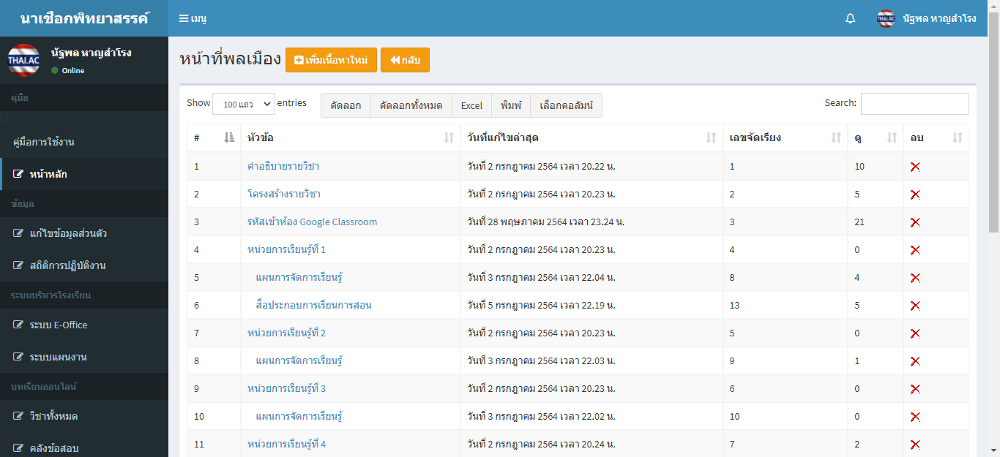 นาเชือกพิทยาสรรค์
เมนู
นัฐพล หาญสำโรง
THALAC
นัฐพล หาญสำโรง
Online
คู่มือ
คู่มือการใช้งาน
หน้าหลัก
ข้อมูล
แก้ไขข้อมูลส่วนตัว
สถิติการปฏิบัติงาน
ระบบบริหารโรงเรียน
ระบบ E-Office
ระบบแผนงาน
บทเรียนออนไลน์
วิชาทั้งหมด
คลังข้อสอบ
หน้าที่พลเมือง เพิ่มเนื้อหาใหม่ กลับ
Show 100 แถว entries คัดลอก คัดลอกทั้งหมด Excel พิมพ์ เลือกคอลัมน์ Search:
# หัวข้อ วันที่แก้ไขล่าสุด เลขจัดเรียง ดู ลบ
1 คำอธิบายรายวิชา วันที่ 2 กรกฎาคม 2564 เวลา 20.22 น. 1 10
2 โครงสร้างรายวิชา วันที่ 2 กรกฎาคม 2564 เวลา 20.23 น. 2 5
3 รหัสเข้าห้อง Google Classroom วันที่ 28 พฤษภาคม 2564 เวลา 23.24 น. 3 21
4 หน่วยการเรียนรู้ที่ 1 วันที่ 2 กรกฎาคม 2564 เวลา 20.23 น. 4 0
5 แผนการจัดการเรียนรู้ วันที่ 3 กรกฎาคม 2564 เวลา 22.04 น. 8 4
6 สื่อประกอบการเรียนการสอน วันที่ 5 กรกฎาคม 2564 เวลา 22.19 น. 13 5
7 หน่วยการเรียนรู้ที่ 2 วันที่ 2 กรกฎาคม 2564 เวลา 20.23 น. 5 0
8 แผนการจัดการเรียนรู้ วันที่ 3 กรกฎาคม 2564 เวลา 22.03 น. 9 1
9 หน่วยการเรียนรู้ที่ 3 วันที่ 2 กรกฎาคม 2564 เวลา 20.23 น. 6 0
10 แผนการจัดการเรียนรู้ วันที่ 3 กรกฎาคม 2564 เวลา 22.02 น. 10 0
11 หน่วยการเรียนรู้ที่ 4 วันที่ 2 กรกฎาคม 2564 เวลา 20.24 น. 7 2